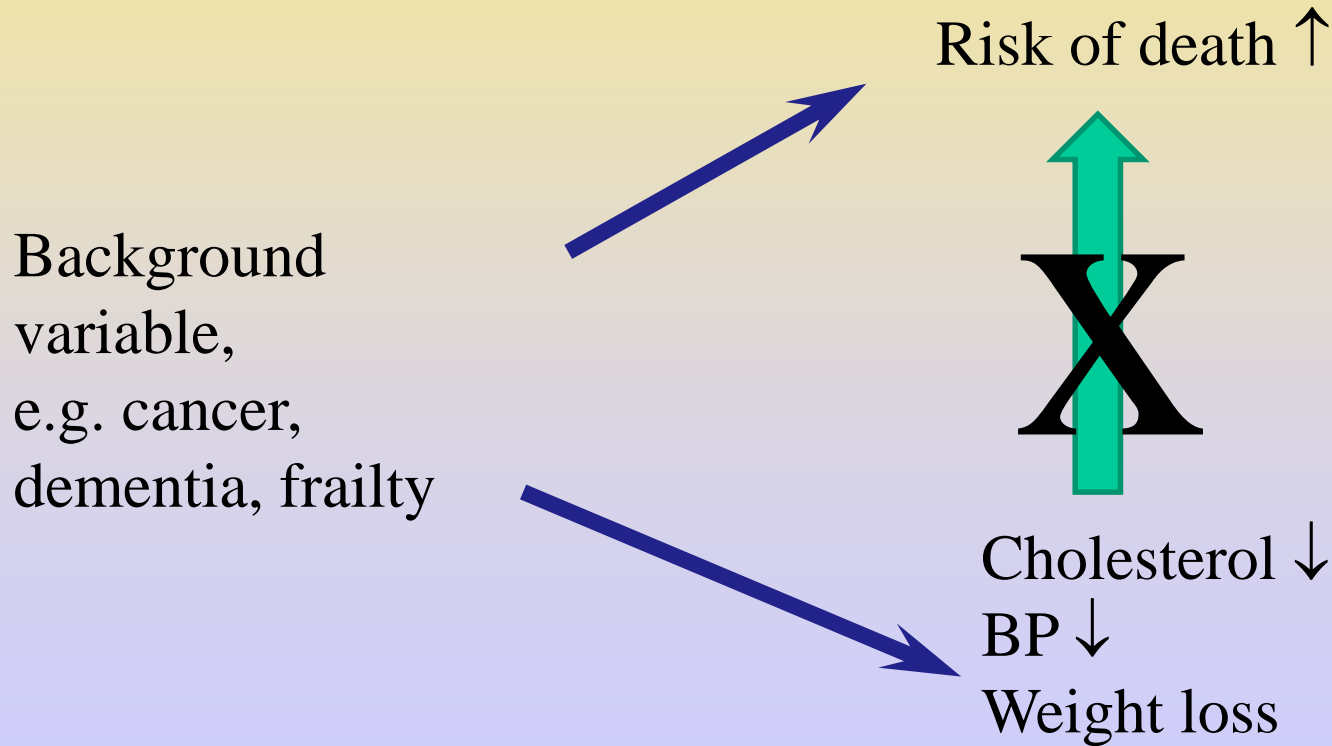 Risk of death ↑
Background
variable,
e.g. cancer,
dementia, frailty
X
Cholesterol ↓
BP ↓
Weight loss